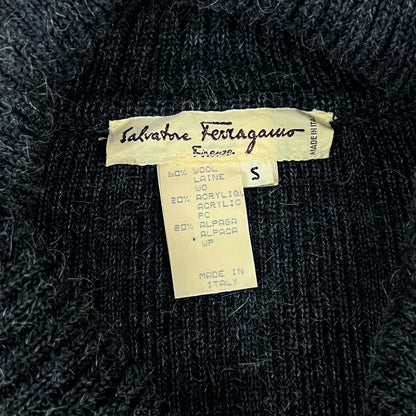 Salvatore Ferragamo
Firenze
MADE IN ITALY
S
60% WOOL
LAINE
WO
20% ACRYLIC
ACRYLIC
PC
20% ALPAGA
ALPACA
WP
MADE IN
ITALY